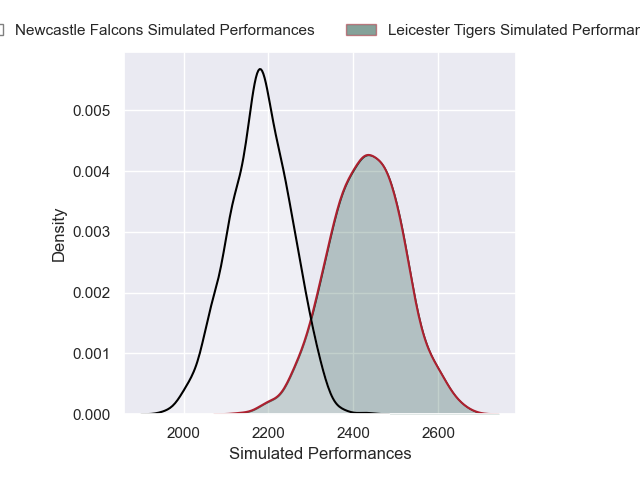 Newcastle Falcons Simulated Performances Leicester Tigers Simulated Performan
0.005
0.004
0.003
0.002
0.001
0.000
Density
2000 2200 2400 2600
Simulated Performances